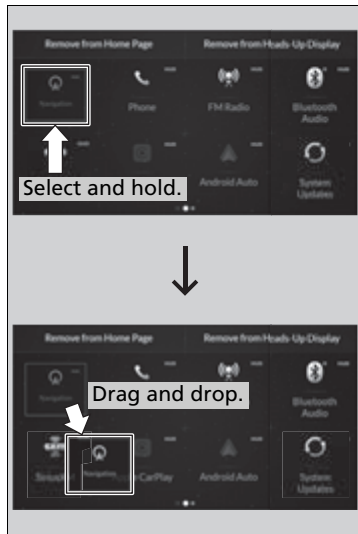 Remove from Home Page Remove from Heads-Up Display
Navigation Phone FM Radio Bluetooth
Audio
Select and hold. Android Auto System
Updates
Remove from Home Page Remove from Heads-Up Display
Navigation
Drag and drop. Bluetooth
Audio
Navigation CarPlay Android Auto System
Updates